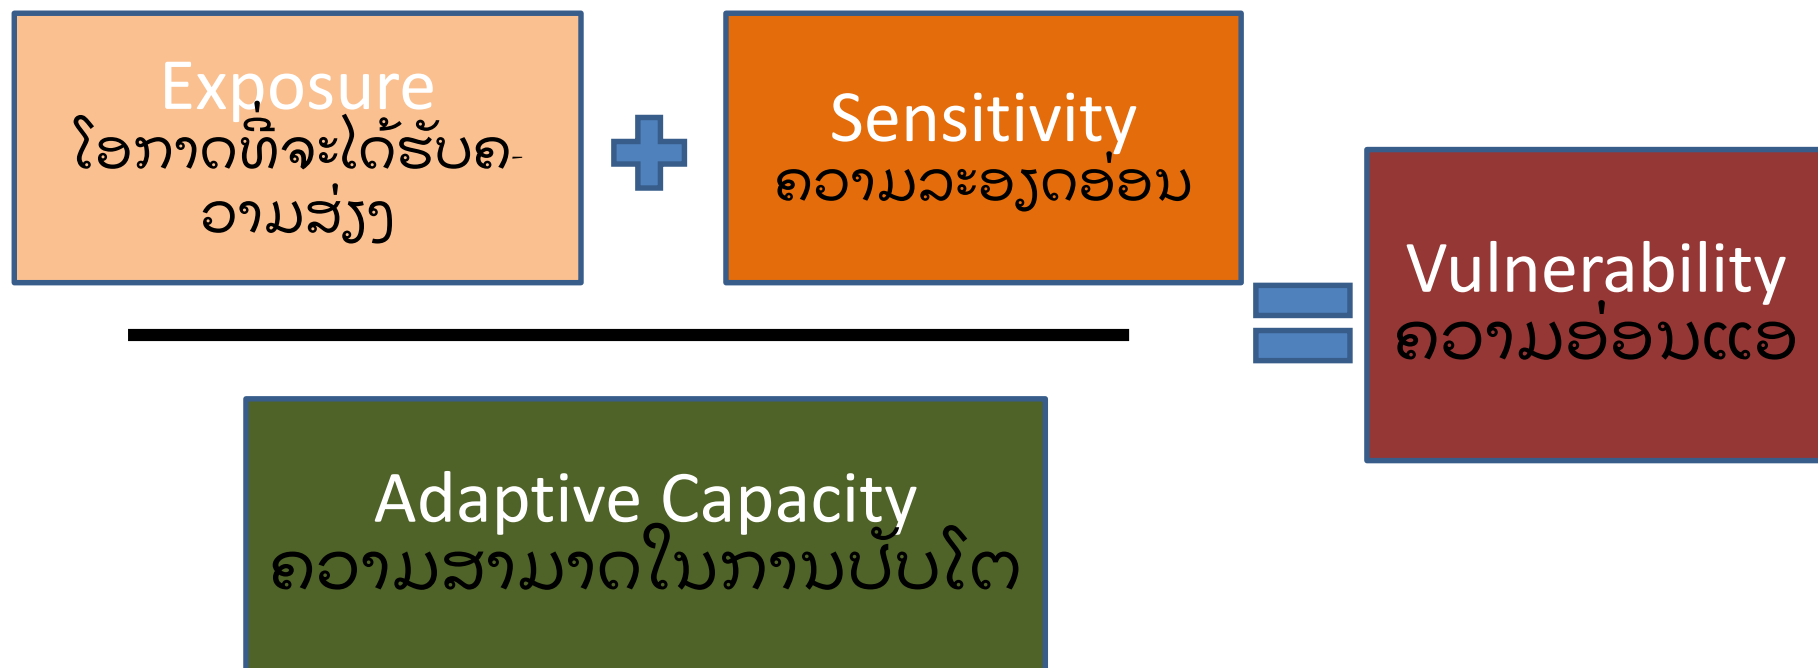 Exposure
ໂອກາດທີ່ຈະໄດ້ຮັບຄ-
ວາມສ່ຽງ
Sensitivity
ຄວາມລະອຽດອ່ອນ
Vulnerability
ຄວາມອ່ອນແອ
Adaptive Capacity
ຄວາມສາມາດໃນການປັບໂຕ